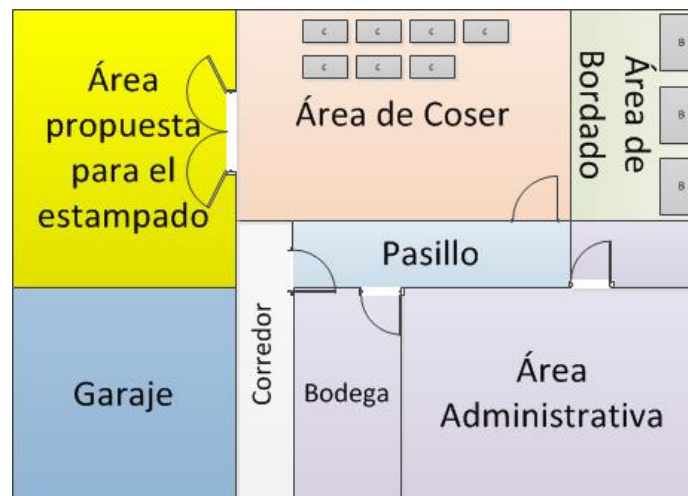 Área
propuesta
para el
estampado
C C C C
C C C
Área de Coser
Área de
Bordado
B
B
B
Pasillo
Garaje
Corredor
Bodega
Área
Administrativa